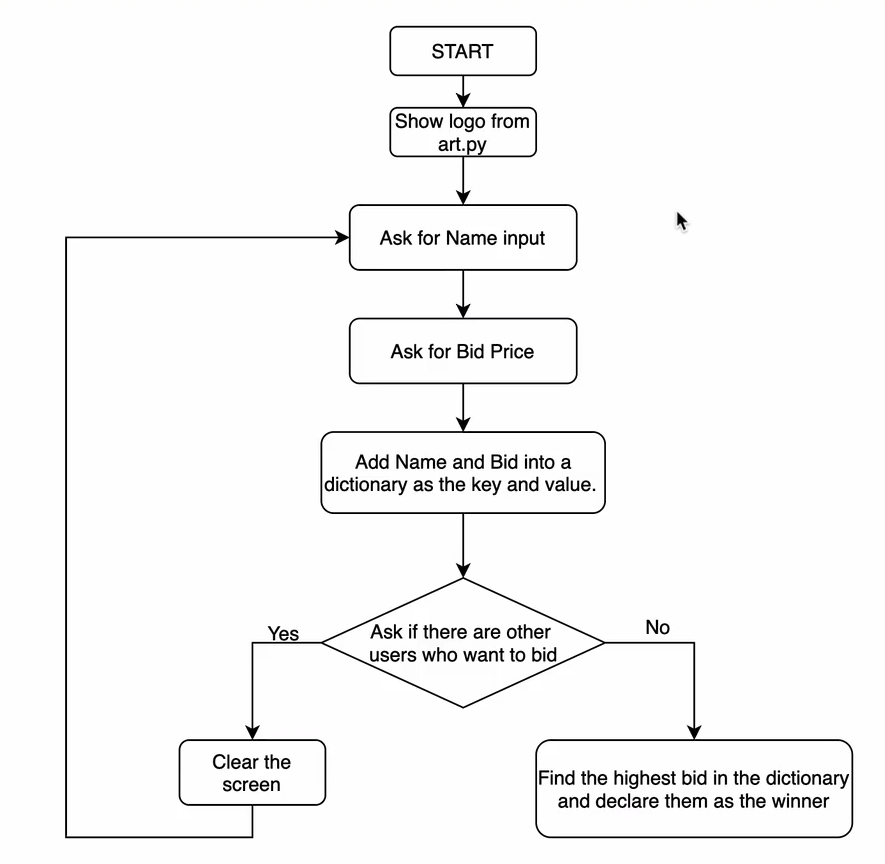 START
Show logo from
art.py
Ask for Name input
Ask for Bid Price
Add Name and Bid into a
dictionary as the key and value.
Ask if there are other
users who want to bid
Yes
No
Clear the
screen
Find the highest bid in the dictionary
and declare them as the winner